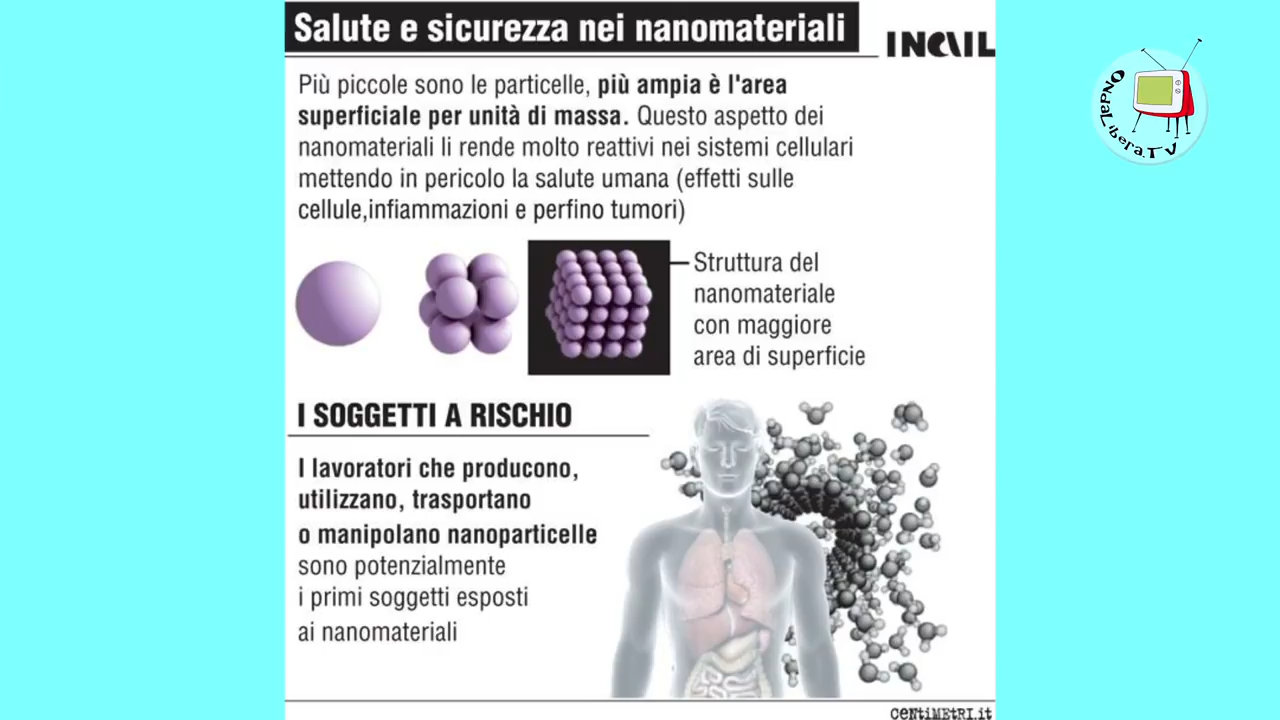 Salute e sicurezza nei nanomateriali
INAIL
OndaLibera.TV
Più piccole sono le particelle, più ampia è l'area
superficiale per unità di massa. Questo aspetto dei
nanomateriali li rende molto reattivi nei sistemi cellulari
mettendo in pericolo la salute umana (effetti sulle
cellule,infiammazioni e perfino tumori)
Struttura del
nanomateriale
con maggiore
area di superficie
I SOGGETTI A RISCHIO
I lavoratori che producono,
utilizzano, trasportano
o manipolano nanoparticelle
sono potenzialmente
i primi soggetti esposti
ai nanomateriali
CeNtiMetRi.it